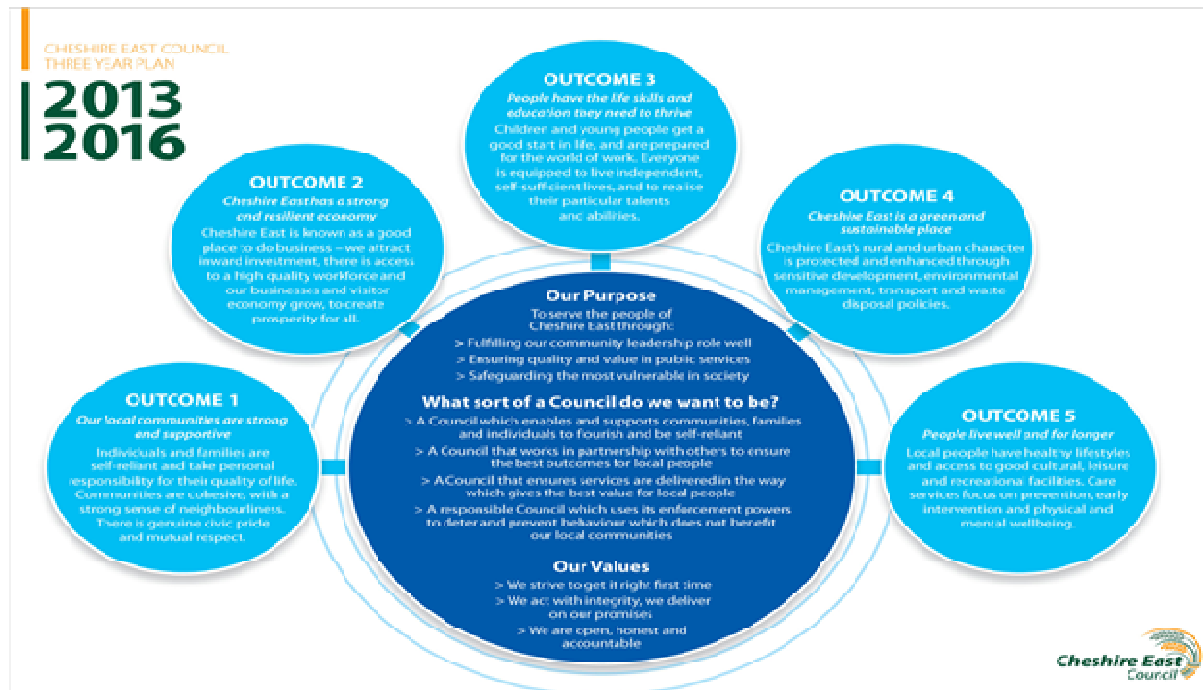 CHESHIRE EAST COUNCIL
THREE YEAR PLAN
2013
2016
OUTCOME 1
Our local communities are strong
and supportive
Individuals and families are
self-reliant and take personal
responsibility for their quality of life.
Communities are cohesive, with a
strong sense of neighbourliness.
There is genuine civic pride
and mutual respect.
OUTCOME 2
Cheshire East has a strong
and resilient economy
Cheshire East is known as a good
place to do business – we attract
inward investment, there is access
to a high quality workforce and
our businesses and visitor
economy grow, to create
prosperity for all.
OUTCOME 3
People have the life skills and
education they need to thrive
Children and young people get a
good start in life, and are prepared
for the world of work. Everyone
is equipped to live independent,
self-sufficient lives, and to realise
their particular talents
and abilities.
OUTCOME 4
Cheshire East is a green and
sustainable place
Cheshire East's rural and urban character
is protected and enhanced through
sensitive development, environmental
management, transport and waste
disposal policies.
OUTCOME 5
People live well and for longer
Local people have healthy lifestyles
and access to good cultural, leisure
and recreational facilities. Care
services focus on prevention, early
intervention and physical and
mental wellbeing.
Our Purpose
To serve the people of
Cheshire East through:
> Fulfilling our community leadership role well
> Ensuring quality and value in public services
> Safeguarding the most vulnerable in society
What sort of a Council do we want to be?
> A Council which enables and supports communities, families
and individuals to flourish and be self-reliant
> A Council that works in partnership with others to ensure
the best outcomes for local people
> A Council that ensures services are delivered in the way
which gives the best value for local people
> A responsible Council which uses its enforcement powers
to deter and prevent behaviour which does not benefit
our local communities
Our Values
> We strive to get it right first time
> We act with integrity, we deliver
on our promises
> We are open, honest and
accountable
Cheshire East
Council